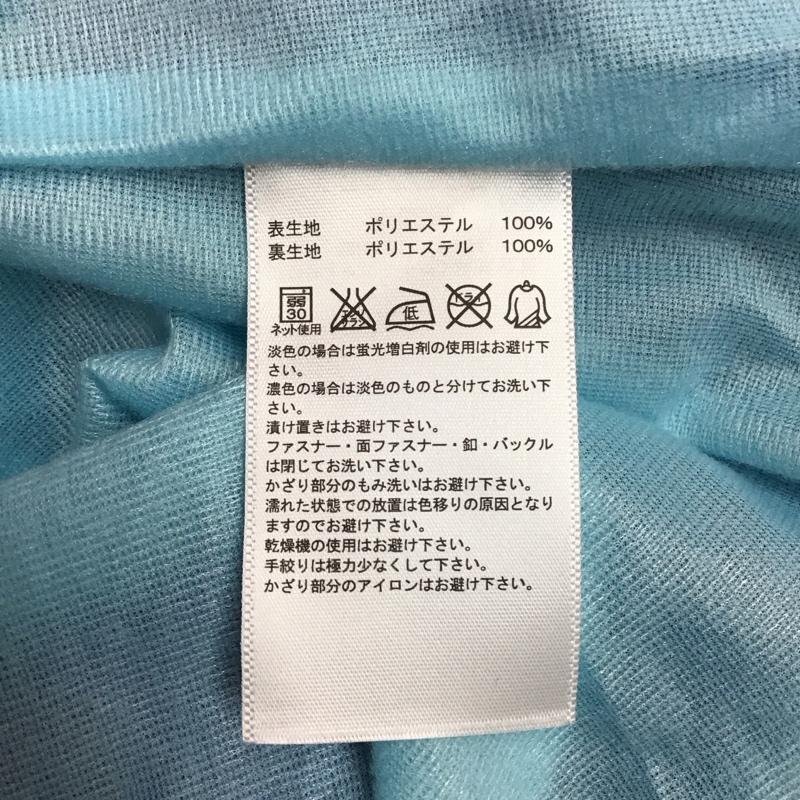 表生地 ポリエステル 100%
裏生地 ポリエステル 100%
弱
30
ネット使用
エンソ
サラシ
低
ドライ
淡色の場合は蛍光増白剤の使用はお避け下
さい。
濃色の場合は淡色のものと分けてお洗い下
さい。
漬け置きはお避け下さい。
ファスナー・面ファスナー・釦・バックル
は閉じてお洗い下さい。
かざり部分のもみ洗いはお避け下さい。
濡れた状態での放置は色移りの原因となり
ますのでお避け下さい。
乾燥機の使用はお避け下さい。
手絞りは極力少なくして下さい。
かざり部分のアイロンはお避け下さい。